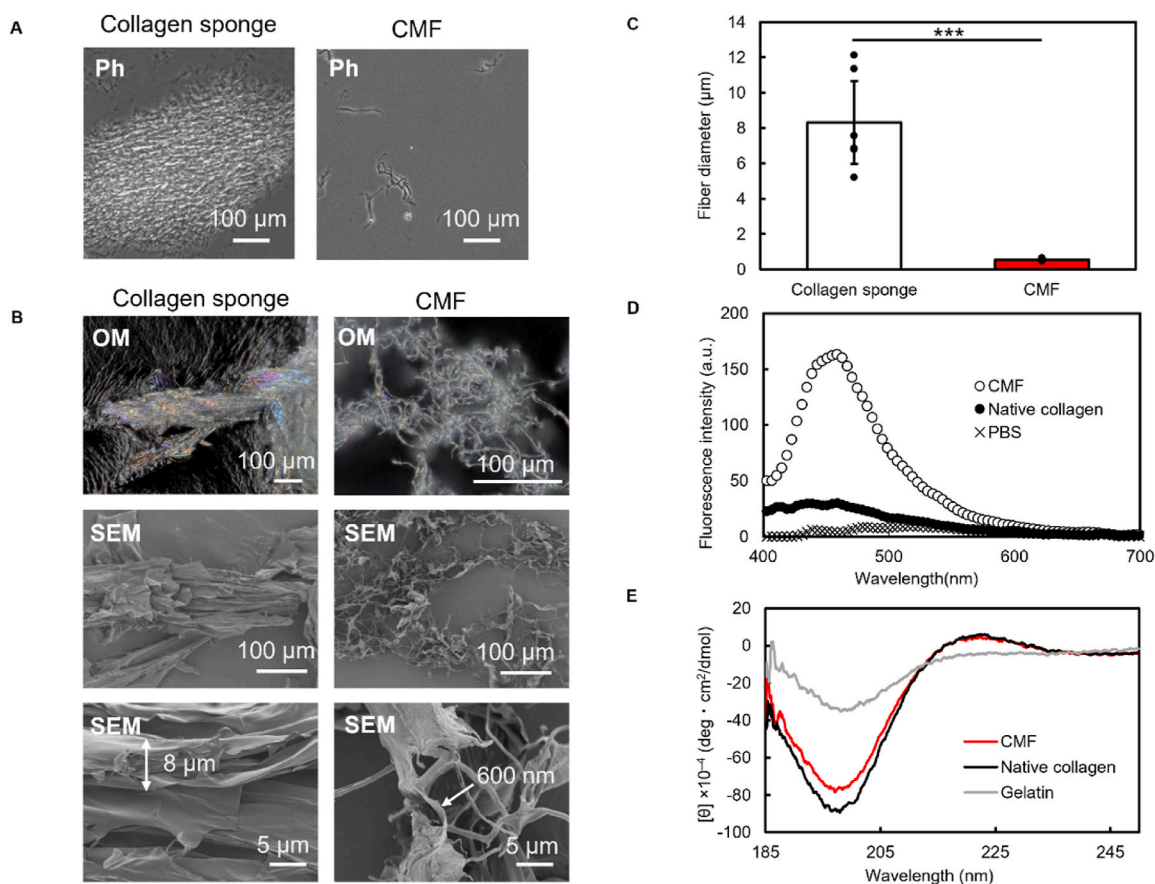 A
Collagen sponge
CMF
Ph
100 μm
Ph
100 μm
B
Collagen sponge
CMF
OM
100 μm
OM
100 μm
SEM
100 μm
SEM
100 μm
SEM
8 μm
5 μm
SEM
600 nm
5 μm
C
***
Fiber diameter (μm)
14
12
10
8
6
4
2
0
Collagen sponge
CMF
D
Fluorescence intensity (a.u.)
200
150
100
50
0
CMF
Native collagen
PBS
400
500
600
700
Wavelength(nm)
E
[θ] ×10⁻⁴ (deg・cm²/dmol)
20
0
-20
-40
-60
-80
-100
CMF
Native collagen
Gelatin
185
205
225
245
Wavelength (nm)